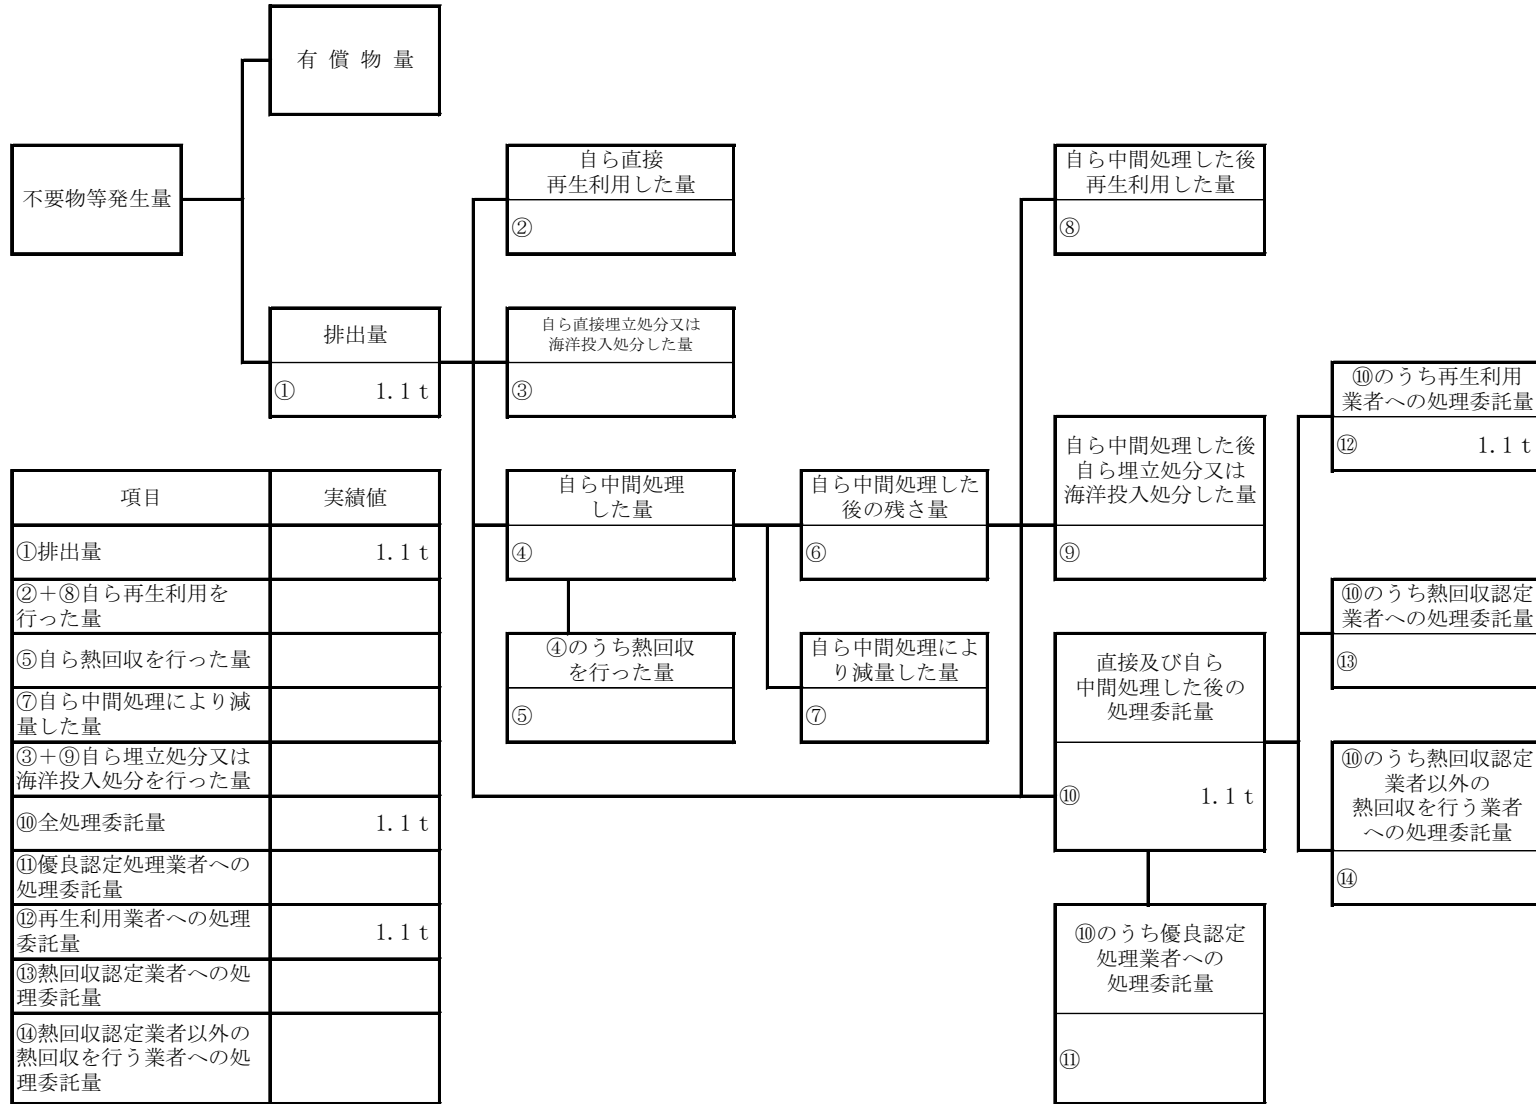 有 償 物 量
不要物等発生量
自ら直接
再生利用した量
②
自ら中間処理した後
再生利用した量
⑧
排出量
① 1.1 t
自ら直接埋立処分又は
海洋投入処分した量
③
⑩のうち再生利用
業者への処理委託量
⑫ 1.1 t
自ら中間処理
した量
④
自ら中間処理した
後の残さ量
⑥
自ら中間処理した後
自ら埋立処分又は
海洋投入処分した量
⑨
⑩のうち熱回収認定
業者への処理委託量
⑬
④のうち熱回収
を行った量
⑤
自ら中間処理によ
り減量した量
⑦
直接及び自ら
中間処理した後の
処理委託量
⑩ 1.1 t
⑩のうち熱回収認定
業者以外の
熱回収を行う業者
への処理委託量
⑭
⑩のうち優良認定
処理業者への
処理委託量
⑪
項目 実績値
①排出量 1.1 t
②＋⑧自ら再生利用を
行った量
⑤自ら熱回収を行った量
⑦自ら中間処理により減
量した量
③＋⑨自ら埋立処分又は
海洋投入処分を行った量
⑩全処理委託量 1.1 t
⑪優良認定処理業者への
処理委託量
⑫再生利用業者への処理
委託量 1.1 t
⑬熱回収認定業者への処
理委託量
⑭熱回収認定業者以外の
熱回収を行う業者への処
理委託量